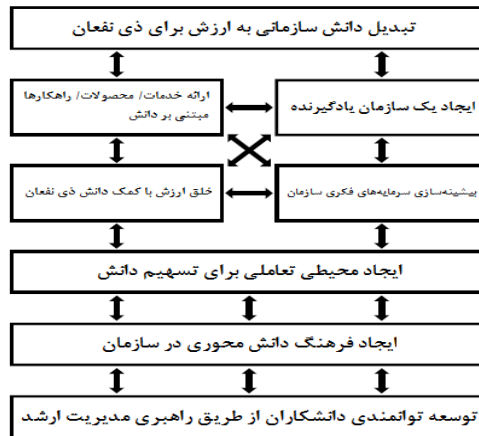 تبدیل دانش سازمانی به ارزش برای ذی نفعان
ایجاد یک سازمان یادگیرنده
ارائه خدمات/ محصولات/ راهکارها
مبتنی بر دانش
بیشینه‌سازی سرمایه‌های فکری سازمان
خلق ارزش با کمک دانش ذی نفعان
ایجاد محیطی تعاملی برای تسهیم دانش
ایجاد فرهنگ دانش محوری در سازمان
توسعه توانمندی دانشکاران از طریق راهبری مدیریت ارشد